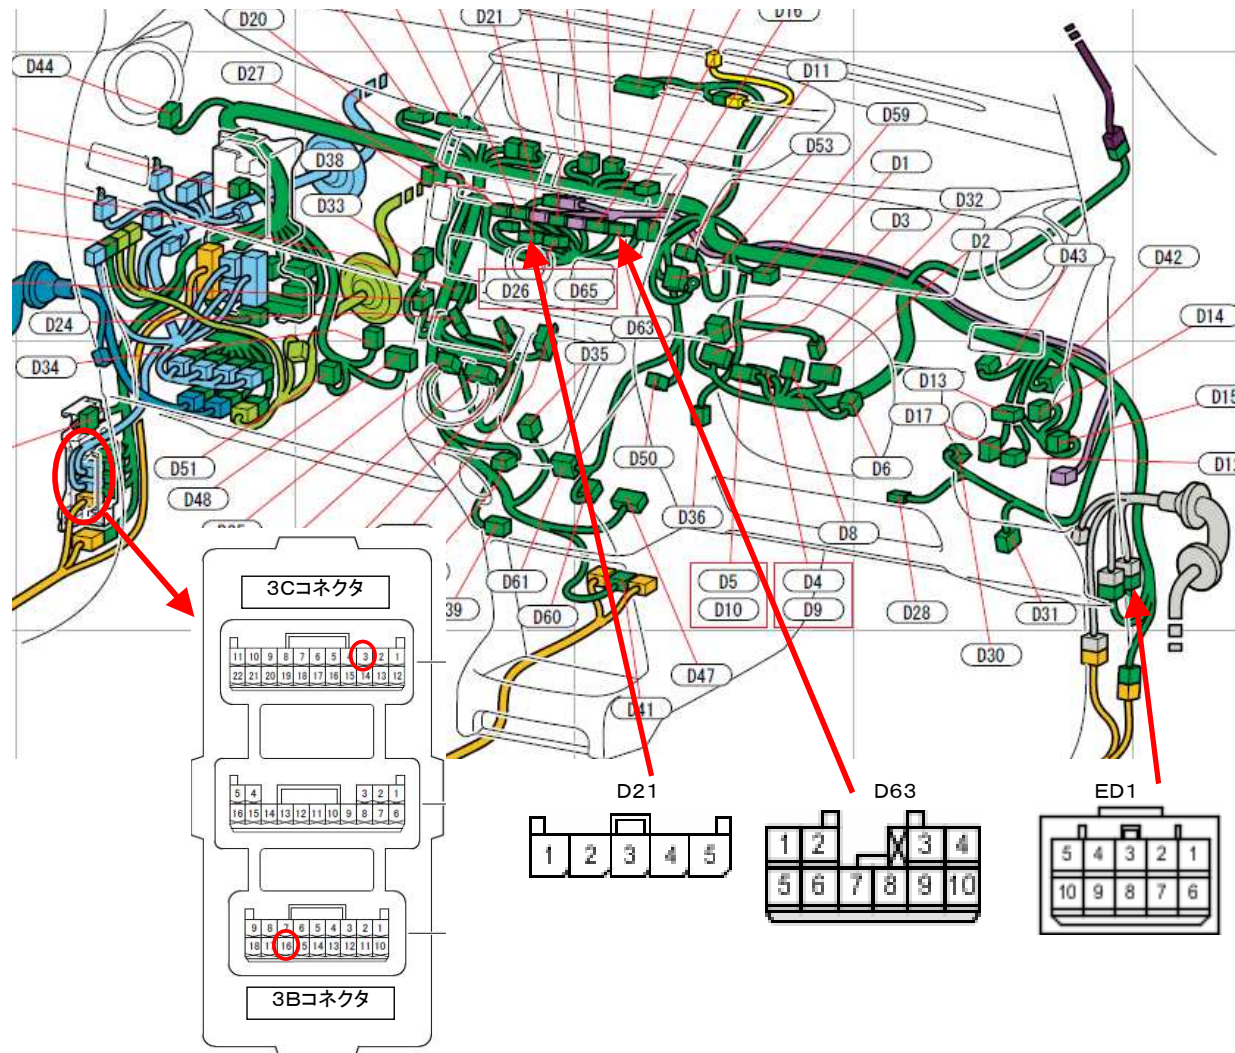 D20
D21
D16
D44
D27
D11
D59
D53
D38
D1
D33
D32
D3
D2
D43
D42
D26
D65
D24
D63
D14
D34
D35
D13
D15
D17
D51
D50
D6
D12
D48
D36
D8
D61
D5
D4
D10
D9
39
D60
D28
D31
D30
D47
D41
3Cコネクタ
11 10 9 8 7 6 5 4 3 2 1
22 21 20 19 18 17 16 15 14 13 12
5 4 3 2 1
16 15 14 13 12 11 10 9 8 7 6
9 8 7 6 5 4 3 2 1
18 17 16 15 14 13 12 11 10
3Bコネクタ
D21
1 2 3 4 5
D63
1 2 3 4
5 6 7 8 9 10
ED1
5 4 3 2 1
10 9 8 7 6